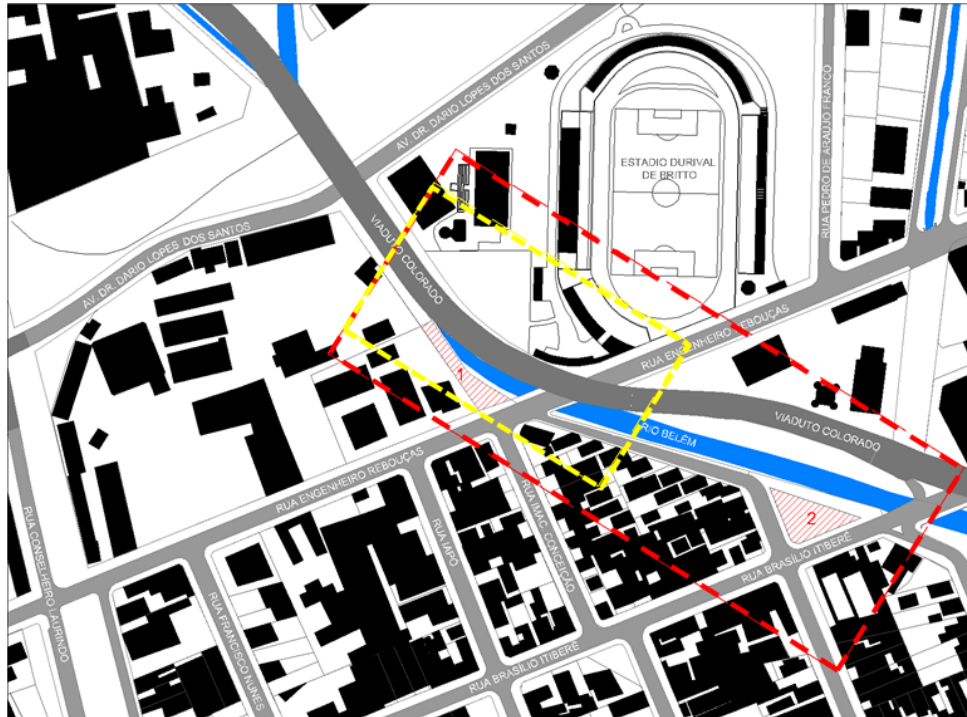 AV. DR. DARIO LOPES DOS SANTOS
ESTADIO DURIVAL
DE BRITTO
RUA PEDRO DE ARAUJO FRANCO
AV. DR. DARIO LOPES DOS SANTOS
VIADUTO COLORADO
RUA ENGENHEIRO REBOUÇAS
1
VIADUTO COLORADO
RIO BELÉM
RUA ENGENHEIRO REBOUÇAS
2
RUA CONSELHEIRO LAURINDO
RUA IAPÓ
RUA IMAC. CONCEIÇÃO
RUA BRASÍLIO ITIBERÊ
RUA FRANCISCO NUNES
RUA BRASÍLIO ITIBERÊ